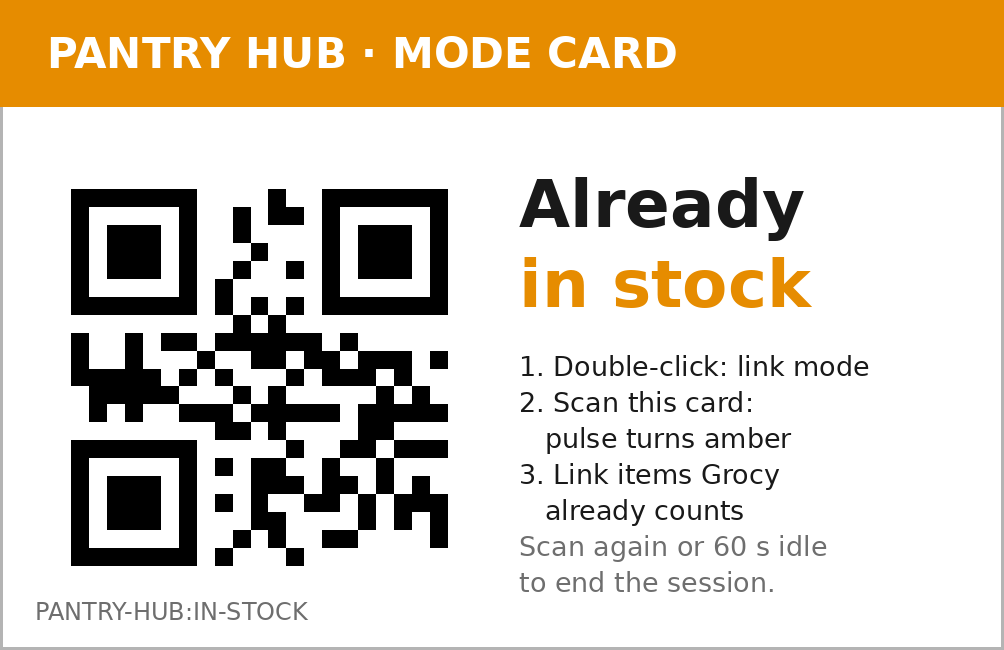 PANTRY HUB · MODE CARD
Already
in stock
1. Double-click: link mode
2. Scan this card:
pulse turns amber
3. Link items Grocy
already counts
Scan again or 60 s idle
to end the session.
PANTRY-HUB:IN-STOCK